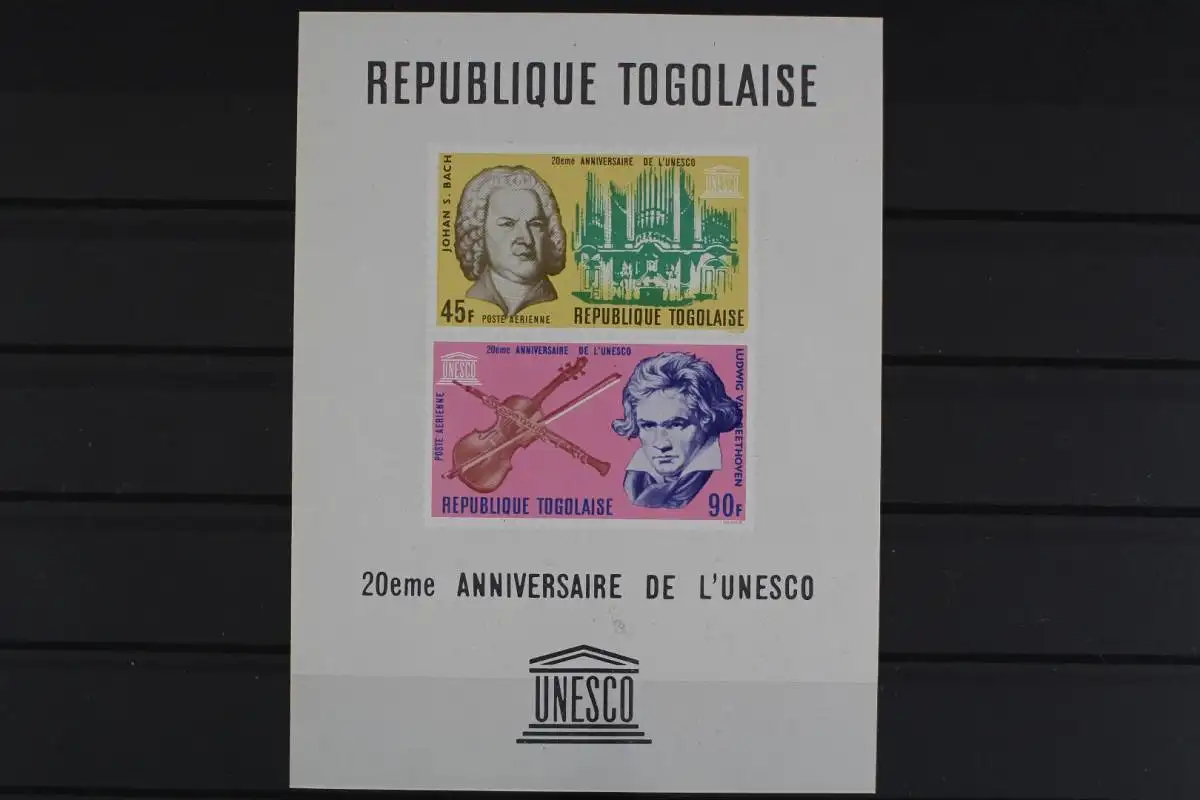 REPUBLIQUE TOGOLAISE
20eme ANNIVERSAIRE DE L'UNESCO
JOHAN S. BACH
UNESCO
45F POSTE AERIENNE REPUBLIQUE TOGOLAISE
20eme ANNIVERSAIRE DE L'UNESCO
UNESCO
POSTE AERIENNE
LUDWIG VAN BEETHOVEN
REPUBLIQUE TOGOLAISE 90F
20eme ANNIVERSAIRE DE L'UNESCO
UNESCO